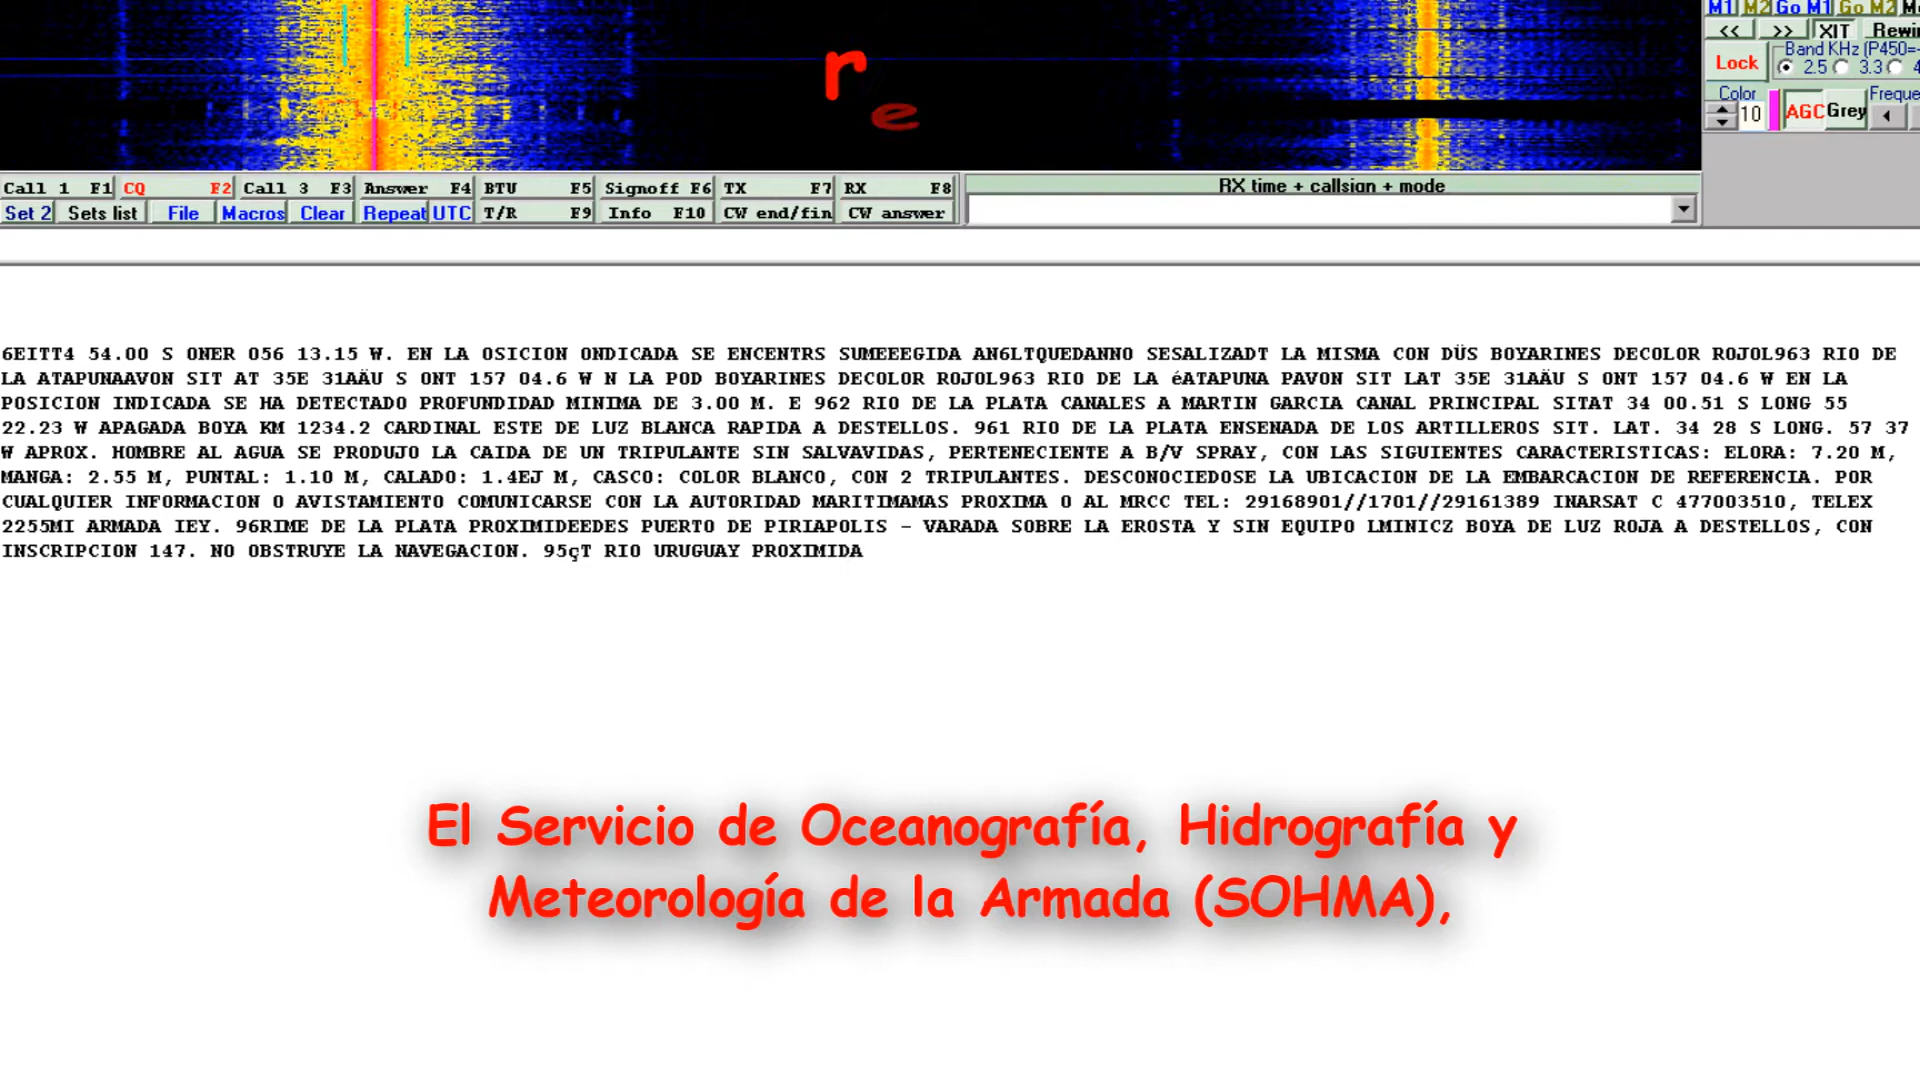 M1 M2 Go M1 Go M2
<< >> XIT Rewin
Band KHz (P450=-
Lock 2.5 3.3 4
Color Freque
10 AGC Grey
r
e
Call 1 F1 CQ F2 Call 3 F3 Answer F4 BTU F5 Signoff F6 TX F7 RX F8
RX time + callsign + mode
Set 2 Sets list File Macros Clear Repeat UTC T/R F9 Info F10 CW end/fin CW answer
6EITT4 54.00 S ONER 056 13.15 W. EN LA OSICION ONDICADA SE ENCENTRS SUMEEEGIDA AN6LTQUEDANNO SESALIZADT LA MISMA CON DÜS BOYARINES DECOLOR ROJOL963 RIO DE
LA ATAPUNAAVON SIT AT 35E 31AÄU S ONT 157 04.6 W N LA POD BOYARINES DECOLOR ROJOL963 RIO DE LA éATAPUNA PAVON SIT LAT 35E 31AÄU S ONT 157 04.6 W EN LA
POSICION INDICADA SE HA DETECTADO PROFUNDIDAD MINIMA DE 3.00 M. E 962 RIO DE LA PLATA CANALES A MARTIN GARCIA CANAL PRINCIPAL SITAT 34 00.51 S LONG 55
22.23 W APAGADA BOYA KM 1234.2 CARDINAL ESTE DE LUZ BLANCA RAPIDA A DESTELLOS. 961 RIO DE LA PLATA ENSENADA DE LOS ARTILLEROS SIT. LAT. 34 28 S LONG. 57 37
W APROX. HOMBRE AL AGUA SE PRODUJO LA CAIDA DE UN TRIPULANTE SIN SALVAVIDAS, PERTENECIENTE A B/V SPRAY, CON LAS SIGUIENTES CARACTERISTICAS: ELORA: 7.20 M,
MANGA: 2.55 M, PUNTAL: 1.10 M, CALADO: 1.4EJ M, CASCO: COLOR BLANCO, CON 2 TRIPULANTES. DESCONOCIEDOSE LA UBICACION DE LA EMBARCACION DE REFERENCIA. POR
CUALQUIER INFORMACION O AVISTAMIENTO COMUNICARSE CON LA AUTORIDAD MARITIMAMAS PROXIMA O AL MRCC TEL: 29168901//1701//29161389 INARSAT C 477003510, TELEX
2255MI ARMADA IEY. 96RIME DE LA PLATA PROXIMIDEEDES PUERTO DE PIRIAPOLIS - VARADA SOBRE LA EROSTA Y SIN EQUIPO LMINICZ BOYA DE LUZ ROJA A DESTELLOS, CON
INSCRIPCION 147. NO OBSTRUYE LA NAVEGACION. 95çT RIO URUGUAY PROXIMIDA
El Servicio de Oceanografía, Hidrografía y
Meteorología de la Armada (SOHMA),